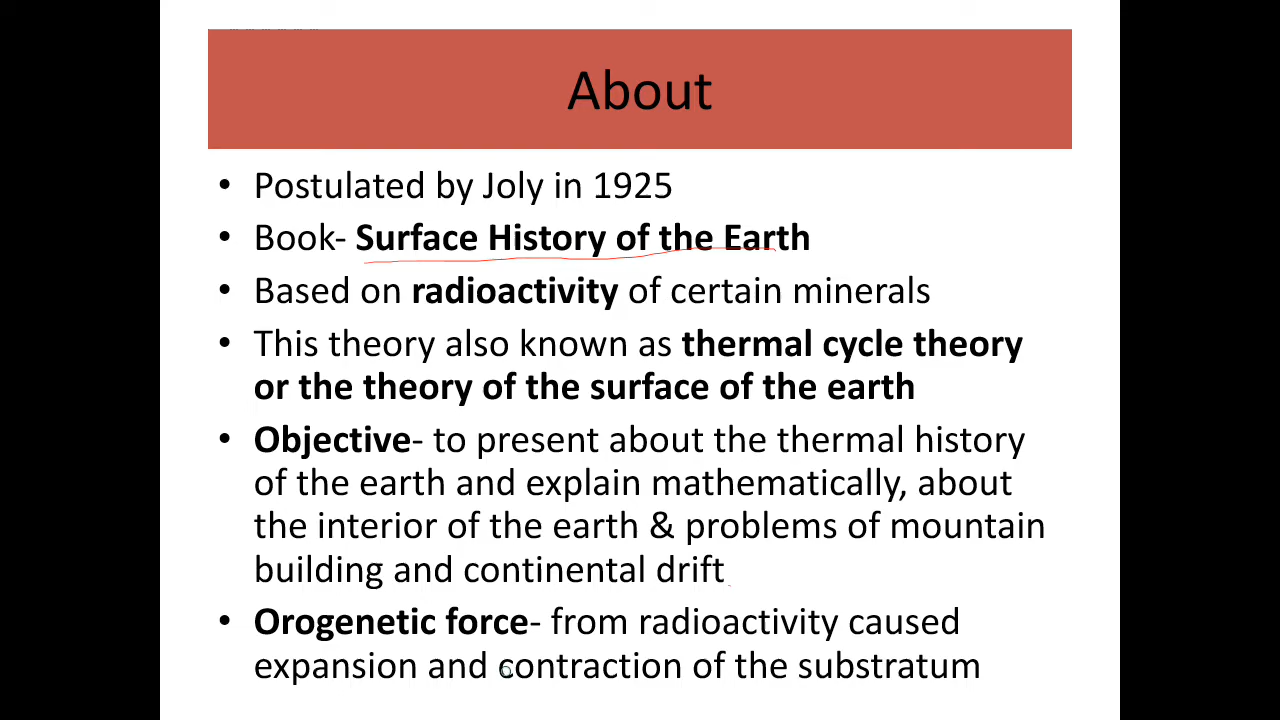 About
• Postulated by Joly in 1925
• Book- Surface History of the Earth
• Based on radioactivity of certain minerals
• This theory also known as thermal cycle theory
or the theory of the surface of the earth
• Objective- to present about the thermal history
of the earth and explain mathematically, about
the interior of the earth & problems of mountain
building and continental drift
• Orogenetic force- from radioactivity caused
expansion and contraction of the substratum